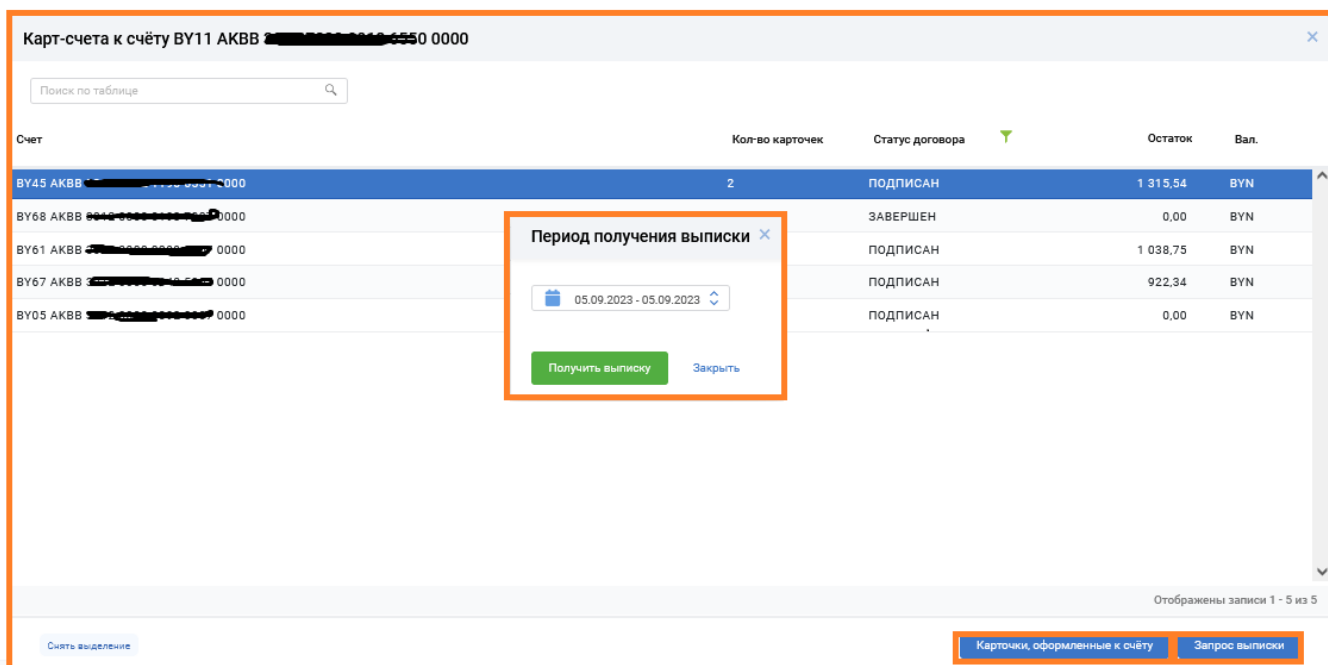 Карт-счета к счёту BY11 AKBB 0 0000
Поиск по таблице
Счет Кол-во карточек Статус договора Остаток Вал.
BY45 AKBB 000 2 ПОДПИСАН 1 315,54 BYN
BY68 AKBB 0000 ЗАВЕРШЕН 0,00 BYN
BY61 AKBB 0000 ПОДПИСАН 1 038,75 BYN
BY67 AKBB 0000 ПОДПИСАН 922,34 BYN
BY05 AKBB 0000 ПОДПИСАН 0,00 BYN
Период получения выписки
05.09.2023 - 05.09.2023
Получить выписку Закрыть
Отображены записи 1 - 5 из 5
Снять выделение Карточки, оформленные к счёту Запрос выписки